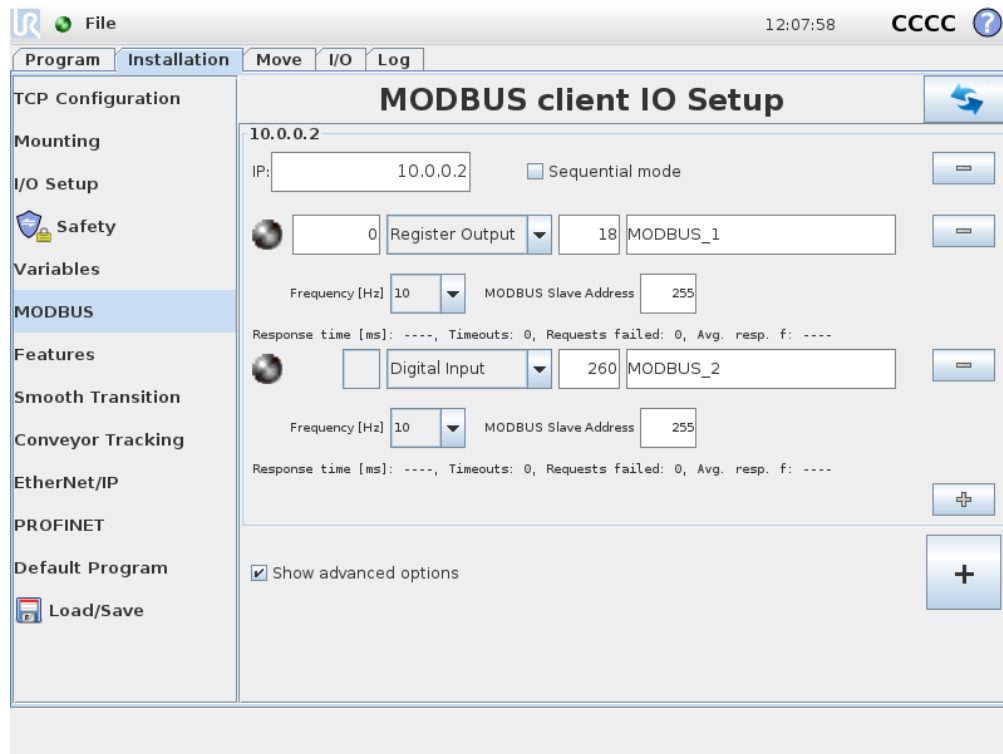 UR File 12:07:58 CCCC ?
Program Installation Move I/O Log
TCP Configuration
Mounting
I/O Setup
Safety
Variables
MODBUS
Features
Smooth Transition
Conveyor Tracking
EtherNet/IP
PROFINET
Default Program
Load/Save
MODBUS client IO Setup
10.0.0.2
IP: 10.0.0.2 Sequential mode
0 Register Output 18 MODBUS_1
Frequency [Hz] 10 MODBUS Slave Address 255
Response time [ms]: ----, Timeouts: 0, Requests failed: 0, Avg. resp. f: ----
Digital Input 260 MODBUS_2
Frequency [Hz] 10 MODBUS Slave Address 255
Response time [ms]: ----, Timeouts: 0, Requests failed: 0, Avg. resp. f: ----
Show advanced options